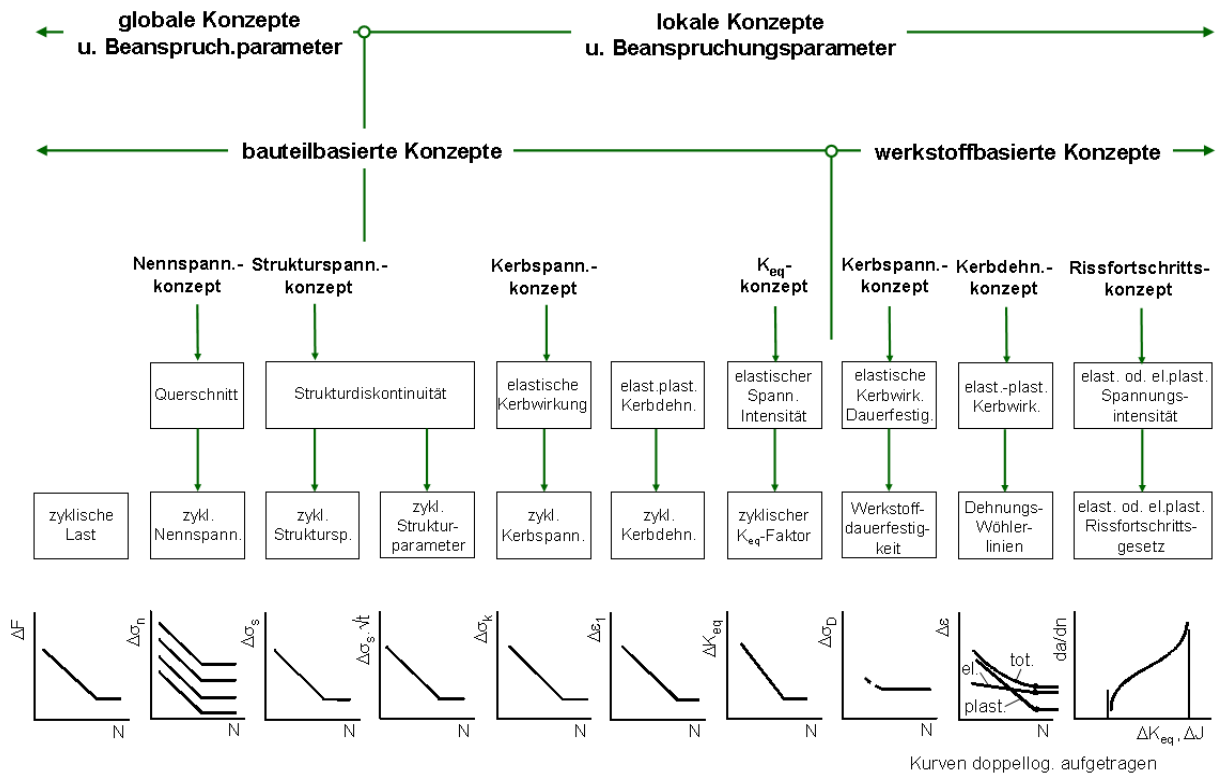 globale Konzepte
u. Beanspruch.parameter
lokale Konzepte
u. Beanspruchungsparameter
bauteilbasierte Konzepte
werkstoffbasierte Konzepte
Nennspann.-
konzept
Strukturspann.-
konzept
Kerbspann.-
konzept
Keq-
konzept
Kerbspann.-
konzept
Kerbdehn.-
konzept
Rissfortschritts-
konzept
Querschnitt
Strukturdiskontinuität
elastische
Kerbwirkung
elast.plast.
Kerbdehn.
elastischer
Spann.
Intensität
elastische
Kerbwirk.
Dauerfestig.
elast.-plast.
Kerbwirk.
elast. od. el.plast.
Spannungs-
intensität
zyklische
Last
zykl.
Nennspann.
zykl.
Struktursp.
zykl.
Struktur-
parameter
zykl.
Kerbspann.
zykl.
Kerbdehn.
zyklischer
Keq-Faktor
Werkstoff-
dauerfestig-
keit
Dehnungs-
Wöhler-
linien
elast. od. el.plast.
Rissfortschritts-
gesetz
ΔF
N
Δσn
N
Δσs
N
Δσs·√t
N
Δσk
N
Δε1
N
ΔKeq
N
ΔσD
N
Δε
el.
tot.
plast.
N
da/dn
ΔKeq , ΔJ
Kurven doppellog. aufgetragen